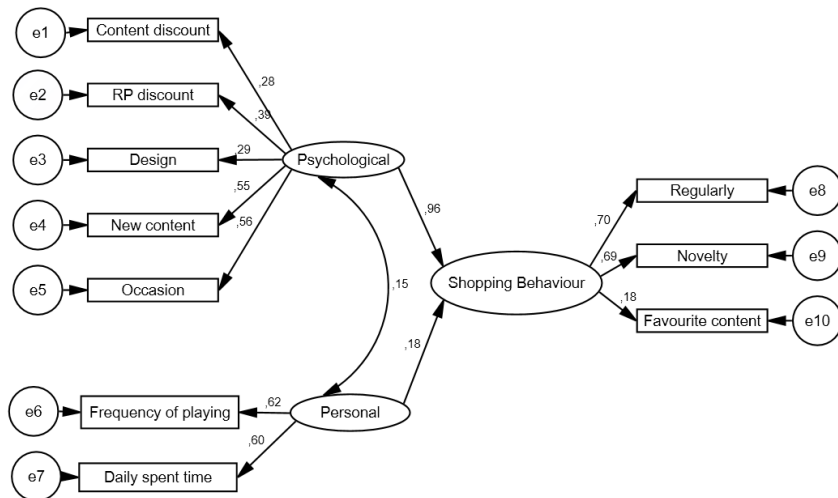 e1
Content discount
,28
e2
RP discount
,39
e3
Design
,29
Psychological
e4
New content
,55
e5
Occasion
,56
,96
,15
Shopping Behaviour
,70
Regularly
e8
,69
Novelty
e9
,18
Favourite content
e10
,18
e6
Frequency of playing
,62
Personal
e7
Daily spent time
,60